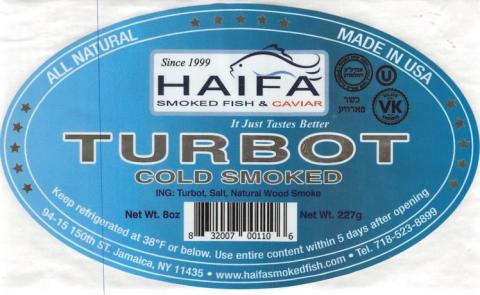 ALL NATURAL
MADE IN USA
Since 1999
HAIFA
SMOKED FISH & CAVIAR
It Just Tastes Better
U
VK
כשר
פארווע
TURBOT
COLD SMOKED
ING: Turbot, Salt, Natural Wood Smoke
Net Wt. 8oz
Net Wt. 227g
8 32007 00110 6
Keep refrigerated at 38°F or below. Use entire content within 5 days after opening
94-15 150th ST. Jamaica, NY 11435 • www.haifasmokedfish.com • Tel. 718-523-8899